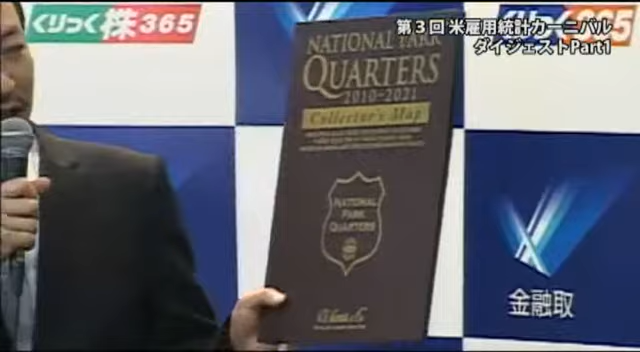 くりっく株365
第3回 米雇用統計カーニバル
ダイジェストPart1
NATIONAL PARK
QUARTERS
2010-2021
Collector's Map
NATIONAL
PARK
QUARTERS
金融取